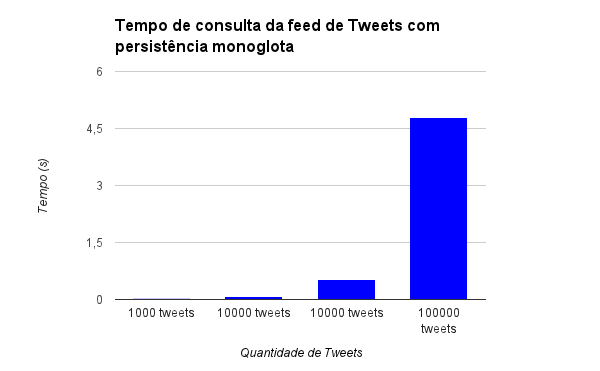 Tempo de consulta da feed de Tweets com
persistência monoglota
6
4,5
3
1,5
0
Tempo (s)
1000 tweets
10000 tweets
10000 tweets
100000
tweets
Quantidade de Tweets